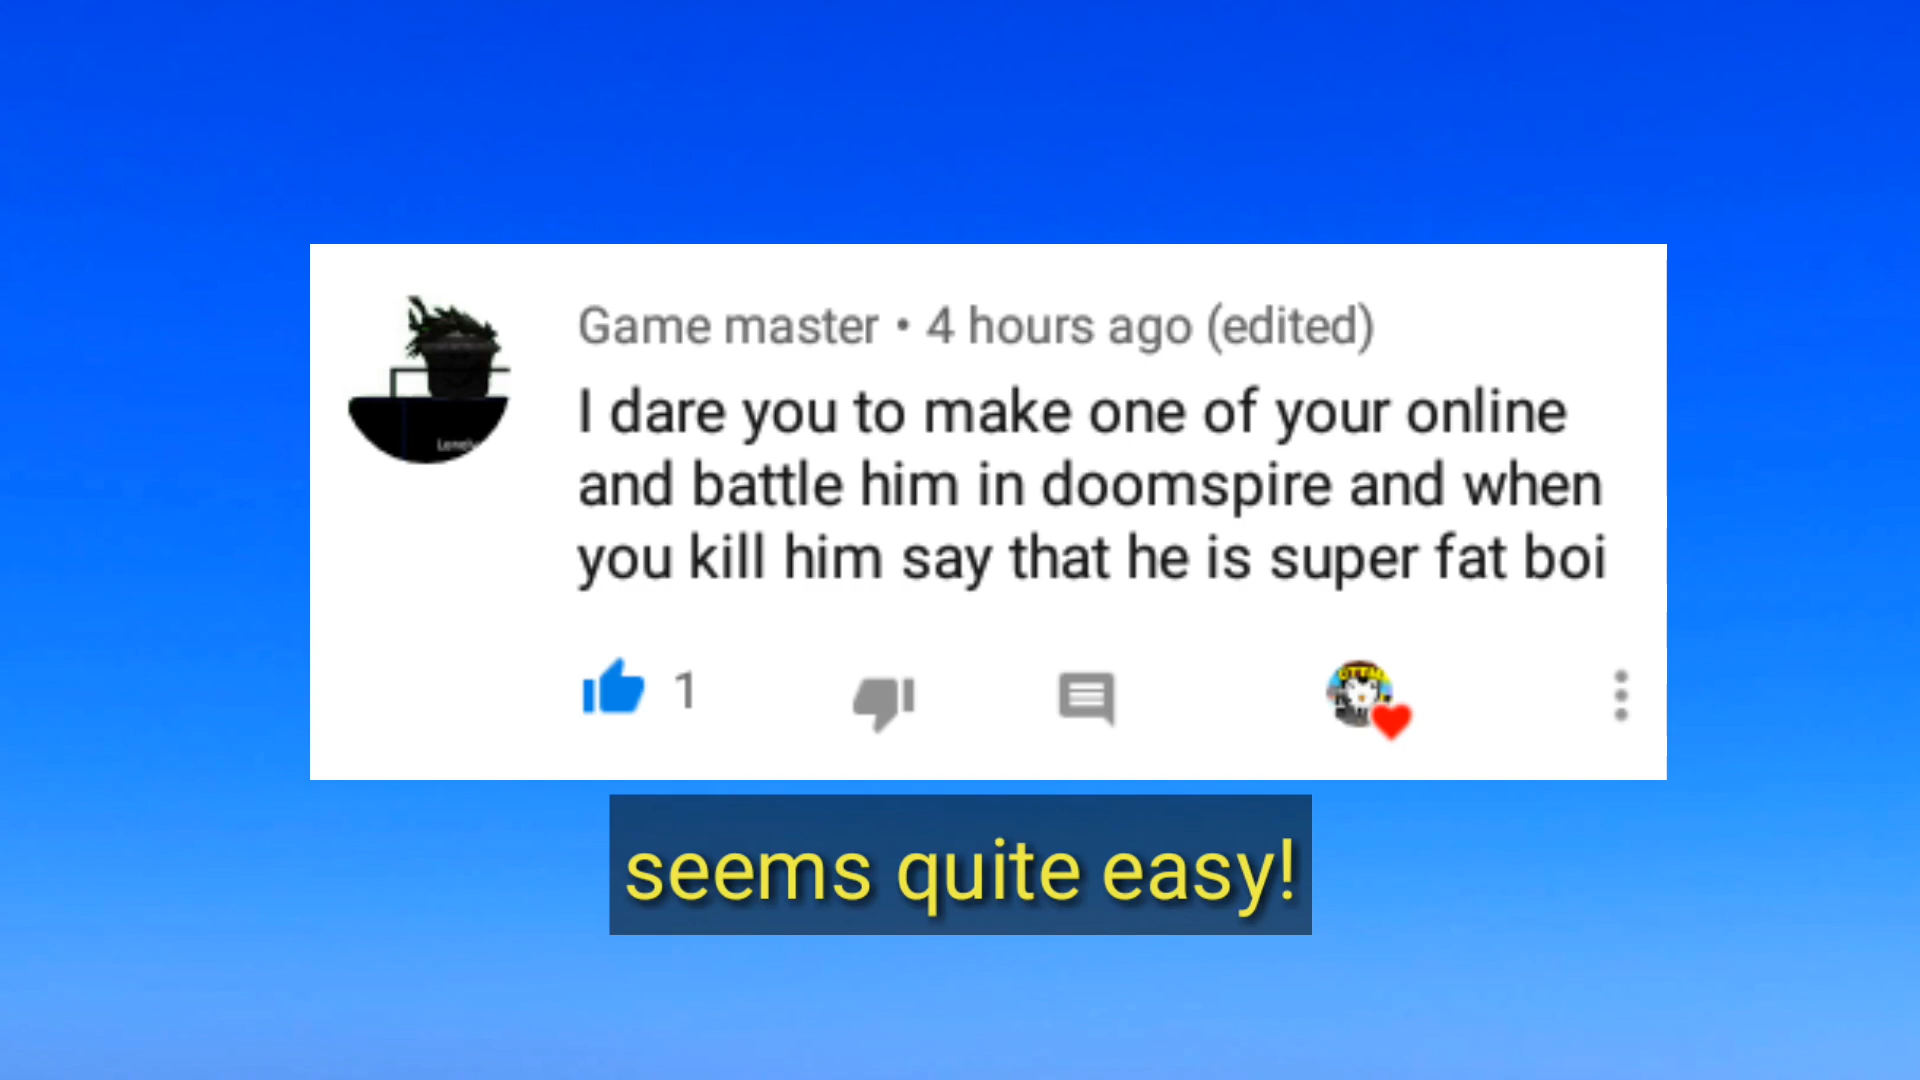 Game master • 4 hours ago (edited)
I dare you to make one of your online
and battle him in doomspire and when
you kill him say that he is super fat boi
1
seems quite easy!